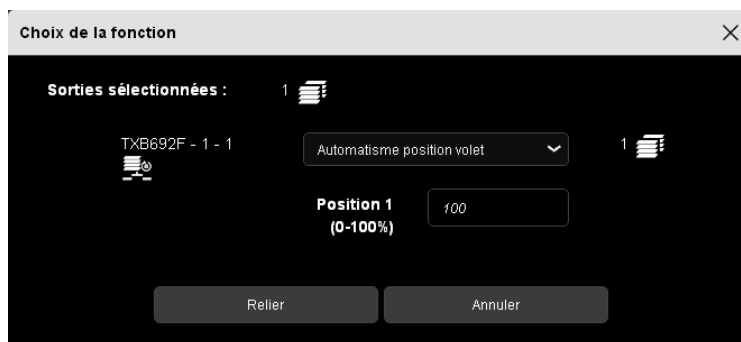 Choix de la fonction
Sorties sélectionnées : 1
TXB692F - 1 - 1 Automatisme position volet 1
Position 1 100
(0-100%)
Relier Annuler